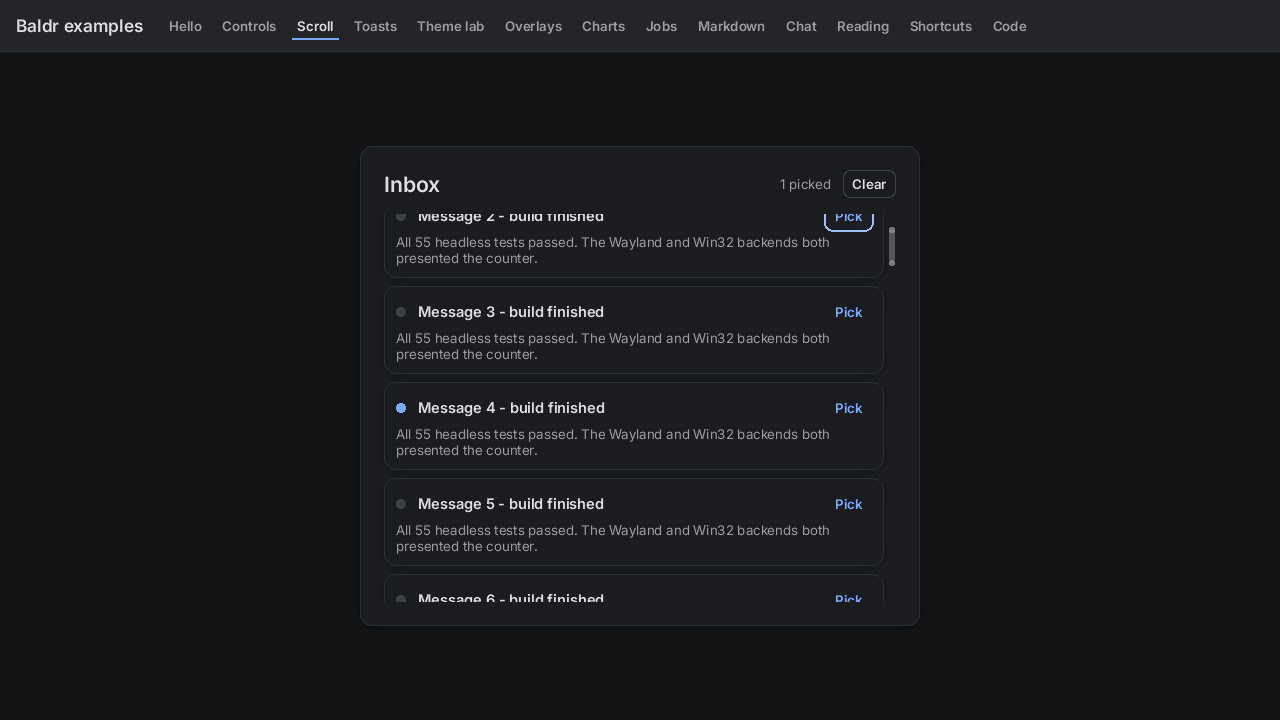 Baldr examples Hello Controls Scroll Toasts Theme lab Overlays Charts Jobs Markdown Chat Reading Shortcuts Code
Inbox 1 picked Clear
Message 2 - build finished Pick
All 55 headless tests passed. The Wayland and Win32 backends both
presented the counter.
Message 3 - build finished Pick
All 55 headless tests passed. The Wayland and Win32 backends both
presented the counter.
Message 4 - build finished Pick
All 55 headless tests passed. The Wayland and Win32 backends both
presented the counter.
Message 5 - build finished Pick
All 55 headless tests passed. The Wayland and Win32 backends both
presented the counter.
Message 6 - build finished Pick